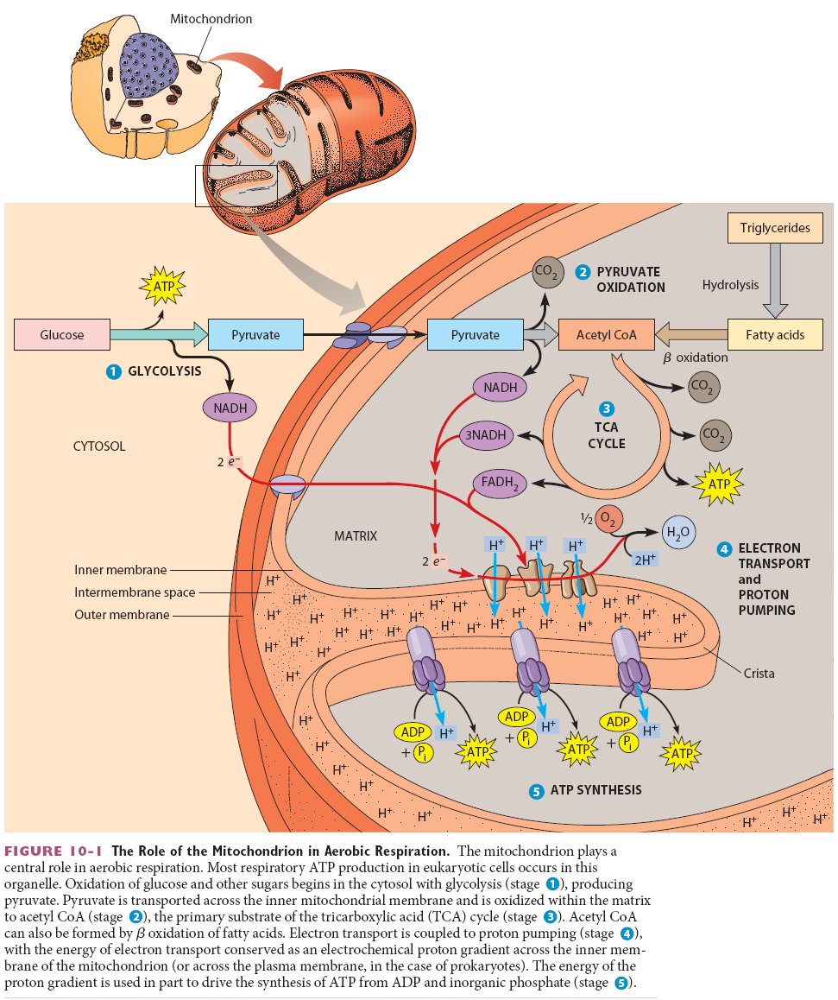 Mitochondrion
Triglycerides
CO2
2 PYRUVATE
OXIDATION
Hydrolysis
ATP
Glucose
Pyruvate
Pyruvate
Acetyl CoA
Fatty acids
β oxidation
1 GLYCOLYSIS
NADH
NADH
CO2
3
TCA
CYCLE
3NADH
CO2
CYTOSOL
2 e–
FADH2
ATP
½ O2
H2O
MATRIX
H+
H+
H+
2H+
2 e–
4 ELECTRON
TRANSPORT
and
PROTON
PUMPING
Inner membrane
Intermembrane space
Outer membrane
H+ H+ H+ H+ H+ H+ H+ H+ H+ H+ H+ H+ H+ H+ H+ H+ H+
H+ H+ H+ H+ H+ H+ H+ H+ H+ H+
Crista
ADP
+ Pi
H+
ATP
ADP
+ Pi
H+
ATP
ADP
+ Pi
H+
ATP
H+
H+
H+
H+
H+ H+
H+ H+ H+
5 ATP SYNTHESIS
FIGURE 10-1 The Role of the Mitochondrion in Aerobic Respiration. The mitochondrion plays a
central role in aerobic respiration. Most respiratory ATP production in eukaryotic cells occurs in this
organelle. Oxidation of glucose and other sugars begins in the cytosol with glycolysis (stage 1), producing
pyruvate. Pyruvate is transported across the inner mitochondrial membrane and is oxidized within the matrix
to acetyl CoA (stage 2), the primary substrate of the tricarboxylic acid (TCA) cycle (stage 3). Acetyl CoA
can also be formed by β oxidation of fatty acids. Electron transport is coupled to proton pumping (stage 4),
with the energy of electron transport conserved as an electrochemical proton gradient across the inner mem-
brane of the mitochondrion (or across the plasma membrane, in the case of prokaryotes). The energy of the
proton gradient is used in part to drive the synthesis of ATP from ADP and inorganic phosphate (stage 5).